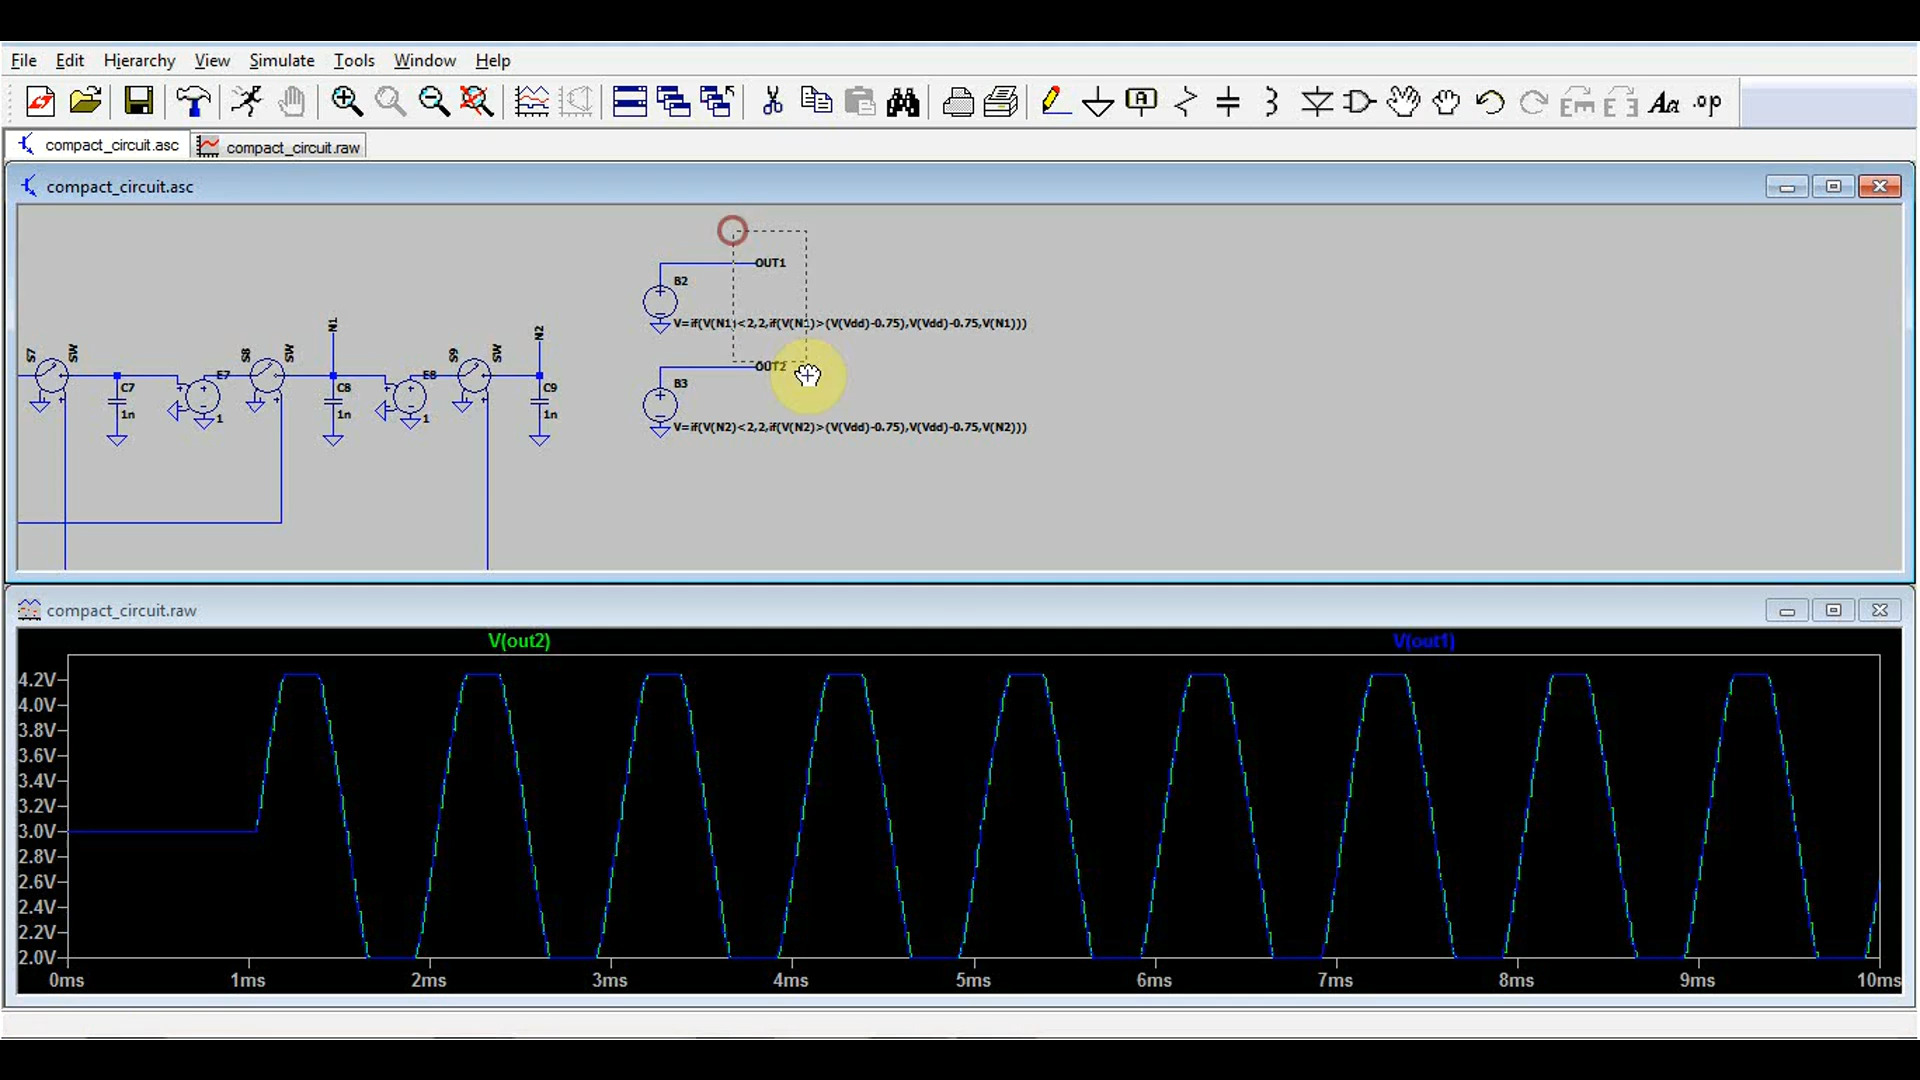 File Edit Hierarchy View Simulate Tools Window Help
A Aa .op
compact_circuit.asc compact_circuit.raw
compact_circuit.asc
OUT1
B2
V=if(V(N1)<2,2,if(V(N1)>(V(Vdd)-0.75),V(Vdd)-0.75,V(N1)))
N1 N2
S7 SW S8 SW S9 SW
OUT2
B3
E7 E8
C7 C8 C9
1n 1 1n 1 1n
V=if(V(N2)<2,2,if(V(N2)>(V(Vdd)-0.75),V(Vdd)-0.75,V(N2)))
compact_circuit.raw
V(out2) V(out1)
4.2V
4.0V
3.8V
3.6V
3.4V
3.2V
3.0V
2.8V
2.6V
2.4V
2.2V
2.0V
0ms 1ms 2ms 3ms 4ms 5ms 6ms 7ms 8ms 9ms 10ms